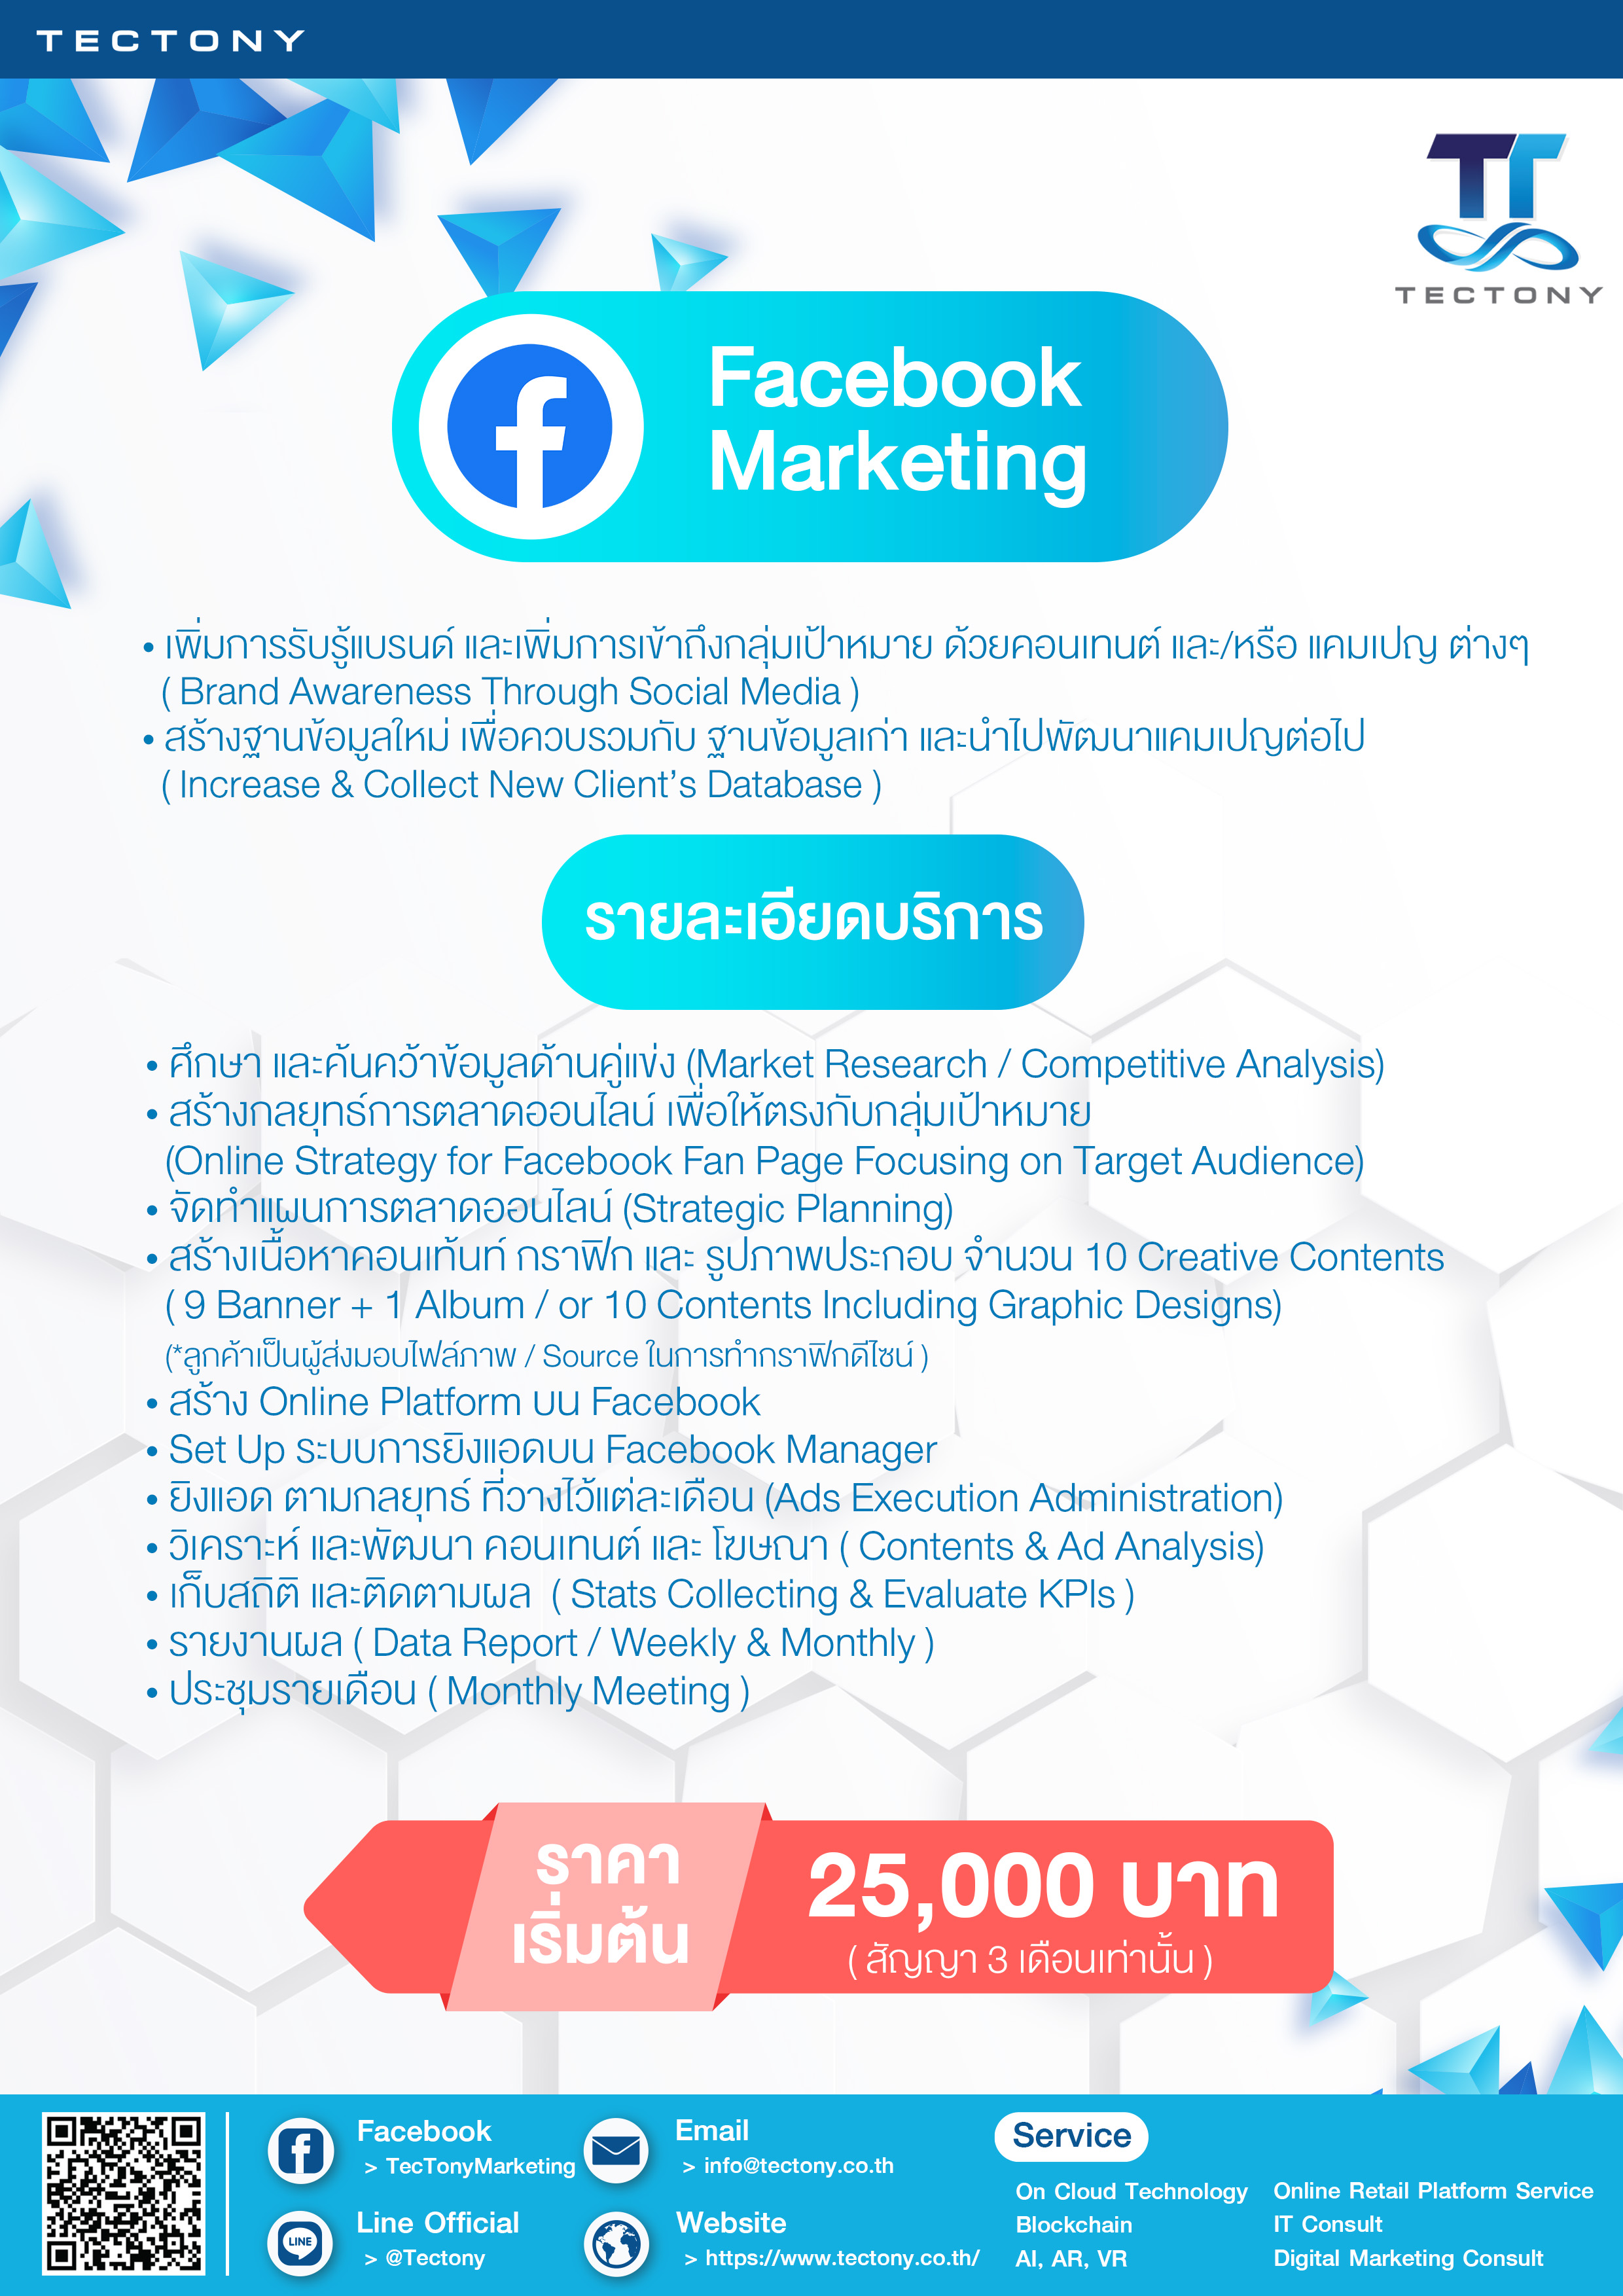 TECTONY
TECTONY
Facebook
Marketing
• เพิ่มการรับรู้แบรนด์ และเพิ่มการเข้าถึงกลุ่มเป้าหมาย ด้วยคอนเทนต์ และ/หรือ แคมเปญ ต่างๆ
( Brand Awareness Through Social Media )
• สร้างฐานข้อมูลใหม่ เพื่อควบรวมกับ ฐานข้อมูลเก่า และนำไปพัฒนาแคมเปญต่อไป
( Increase & Collect New Client's Database )
รายละเอียดบริการ
• ศึกษา และค้นคว้าข้อมูลด้านคู่แข่ง (Market Research / Competitive Analysis)
• สร้างกลยุทธ์การตลาดออนไลน์ เพื่อให้ตรงกับกลุ่มเป้าหมาย
(Online Strategy for Facebook Fan Page Focusing on Target Audience)
• จัดทำแผนการตลาดออนไลน์ (Strategic Planning)
• สร้างเนื้อหาคอนเท้นท์ กราฟิก และ รูปภาพประกอบ จำนวน 10 Creative Contents
( 9 Banner + 1 Album / or 10 Contents Including Graphic Designs)
(*ลูกค้าเป็นผู้ส่งมอบไฟล์ภาพ / Source ในการทำกราฟิกดีไซน์ )
• สร้าง Online Platform บน Facebook
• Set Up ระบบการยิงแอดบน Facebook Manager
• ยิงแอด ตามกลยุทธ์ ที่วางไว้แต่ละเดือน (Ads Execution Administration)
• วิเคราะห์ และพัฒนา คอนเทนต์ และ โฆษณา ( Contents & Ad Analysis)
• เก็บสถิติ และติดตามผล ( Stats Collecting & Evaluate KPIs )
• รายงานผล ( Data Report / Weekly & Monthly )
• ประชุมรายเดือน ( Monthly Meeting )
ราคา
เริ่มต้น
25,000 บาท
( สัญญา 3 เดือนเท่านั้น )
Facebook
> TecTonyMarketing
Line Official
LINE
> @Tectony
Email
> info@tectony.co.th
Website
> https://www.tectony.co.th/
Service
On Cloud Technology
Blockchain
AI, AR, VR
Online Retail Platform Service
IT Consult
Digital Marketing Consult